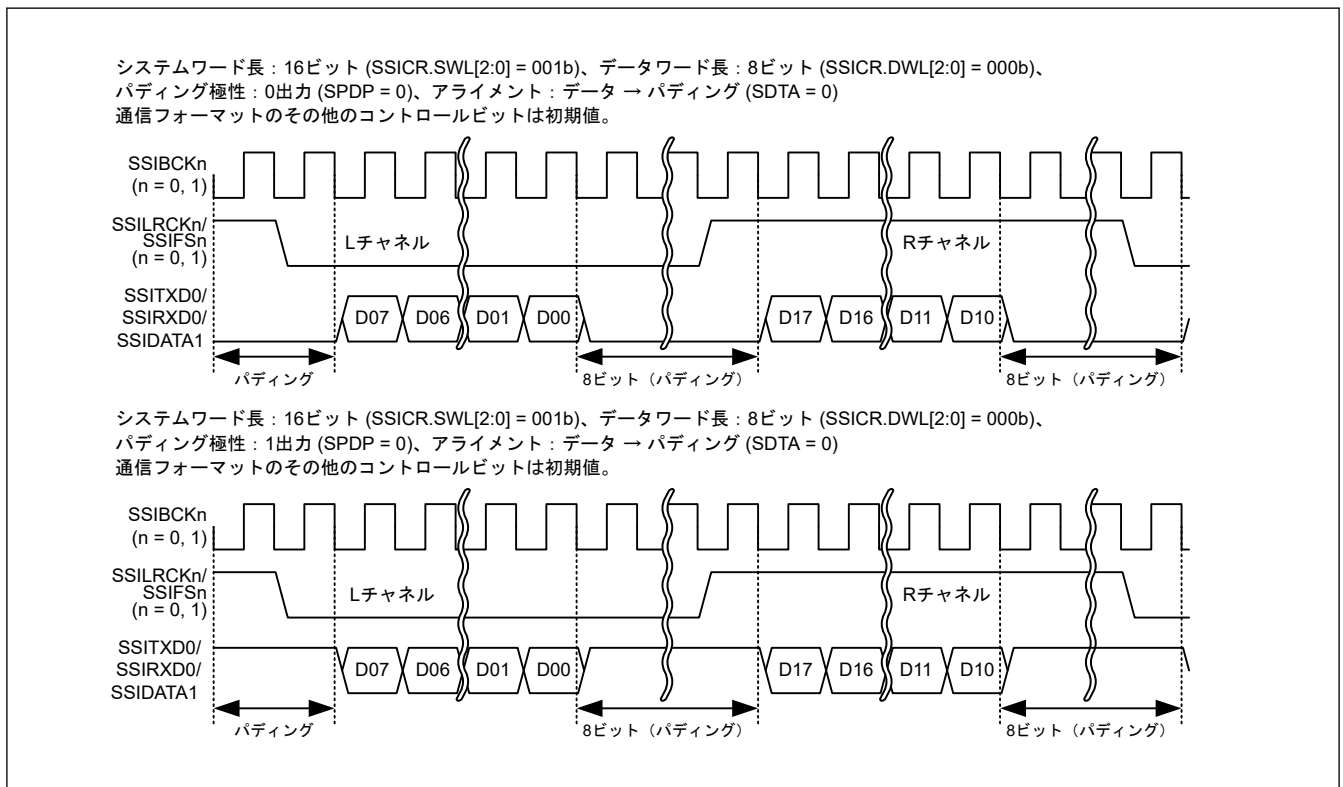 システムワード長：16ビット (SSICR.SWL[2:0] = 001b)、データワード長：8ビット (SSICR.DWL[2:0] = 000b)、
パディング極性：0出力 (SPDP = 0)、アライメント：データ → パディング (SDTA = 0)
通信フォーマットのその他のコントロールビットは初期値。
SSIBCKn
(n = 0, 1)
SSILRCKn/
SSIFSn
(n = 0, 1)
Lチャネル
Rチャネル
SSITXD0/
SSIRXD0/
SSIDATA1
D07 D06 D01 D00 D17 D16 D11 D10
パディング 8ビット（パディング） 8ビット（パディング）
システムワード長：16ビット (SSICR.SWL[2:0] = 001b)、データワード長：8ビット (SSICR.DWL[2:0] = 000b)、
パディング極性：1出力 (SPDP = 0)、アライメント：データ → パディング (SDTA = 0)
通信フォーマットのその他のコントロールビットは初期値。
SSIBCKn
(n = 0, 1)
SSILRCKn/
SSIFSn
(n = 0, 1)
Lチャネル
Rチャネル
SSITXD0/
SSIRXD0/
SSIDATA1
D07 D06 D01 D00 D17 D16 D11 D10
パディング 8ビット（パディング） 8ビット（パディング）